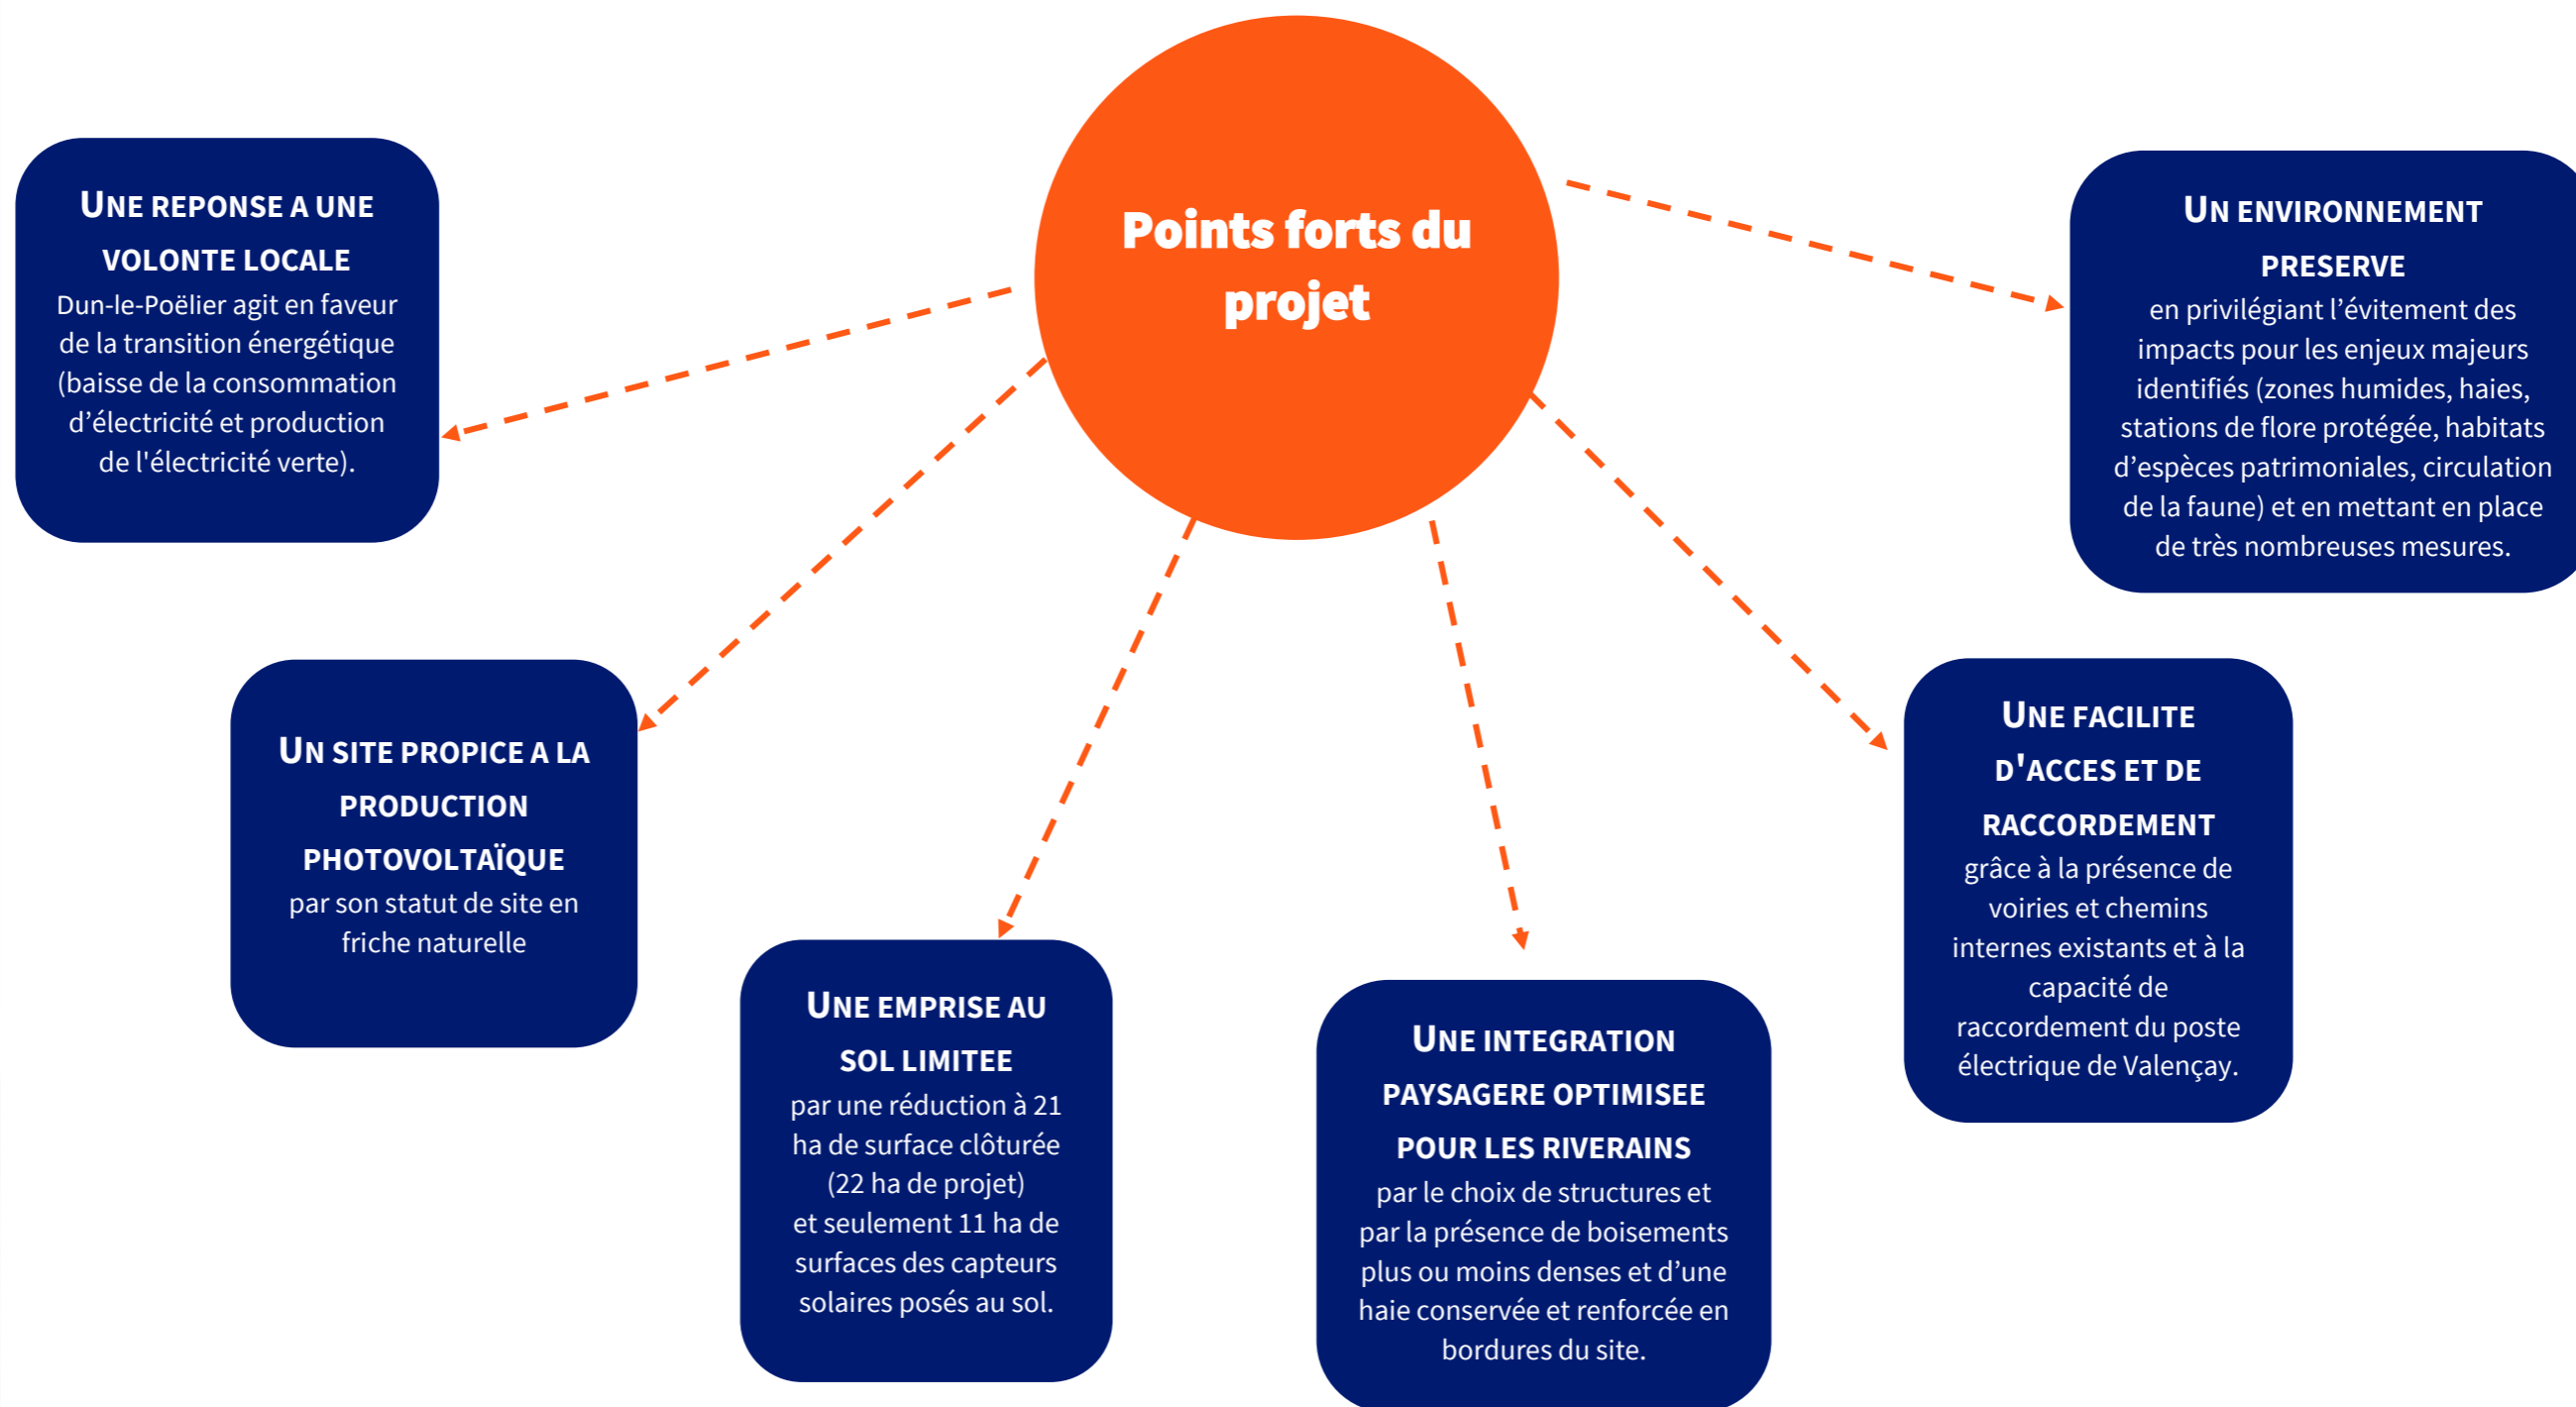 Points forts du
projet
UNE REPONSE A UNE
VOLONTE LOCALE
Dun-le-Poëlier agit en faveur
de la transition énergétique
(baisse de la consommation
d’électricité et production
de l'électricité verte).
UN SITE PROPICE A LA
PRODUCTION
PHOTOVOLTAÏQUE
par son statut de site en
friche naturelle
UNE EMPRISE AU
SOL LIMITEE
par une réduction à 21
ha de surface clôturée
(22 ha de projet)
et seulement 11 ha de
surfaces des capteurs
solaires posés au sol.
UNE INTEGRATION
PAYSAGERE OPTIMISEE
POUR LES RIVERAINS
par le choix de structures et
par la présence de boisements
plus ou moins denses et d’une
haie conservée et renforcée en
bordures du site.
UNE FACILITE
D'ACCES ET DE
RACCORDEMENT
grâce à la présence de
voiries et chemins
internes existants et à la
capacité de
raccordement du poste
électrique de Valençay.
UN ENVIRONNEMENT
PRESERVE
en privilégiant l’évitement des
impacts pour les enjeux majeurs
identifiés (zones humides, haies,
stations de flore protégée, habitats
d’espèces patrimoniales, circulation
de la faune) et en mettant en place
de très nombreuses mesures.